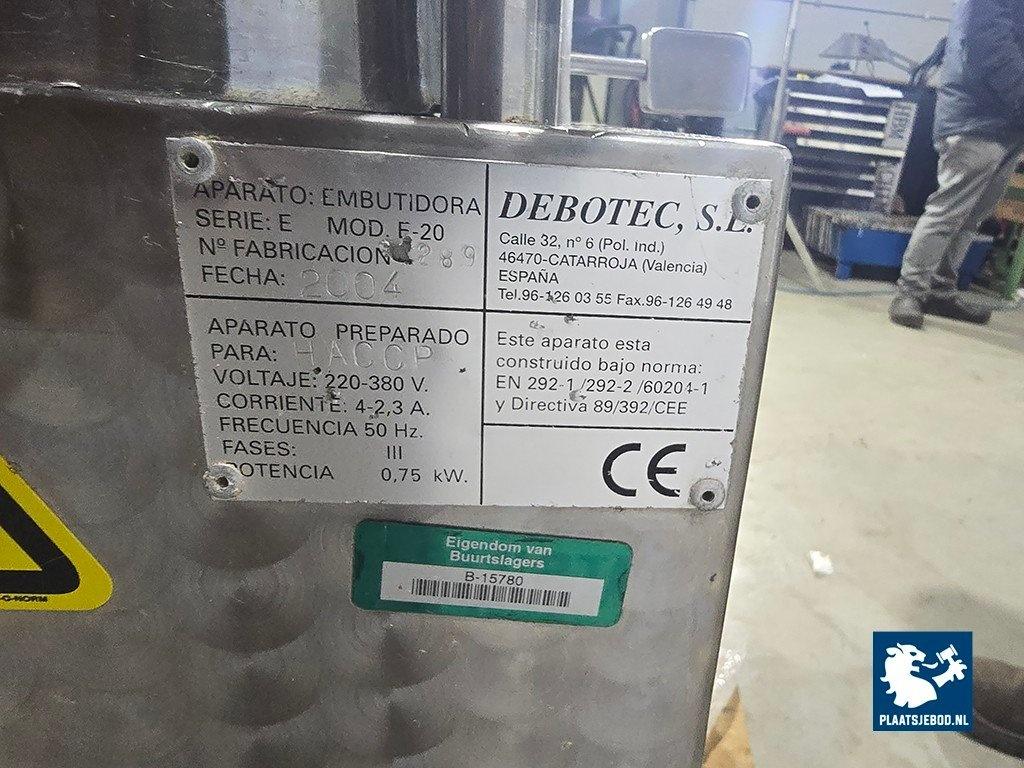 APARATO: EMBUTIDORA
SERIE: E MOD. E-20
Nº FABRICACION 289
FECHA: 2004
APARATO PREPARADO
PARA: HACCP
VOLTAJE: 220-380 V.
CORRIENTE: 4-2,3 A.
FRECUENCIA 50 Hz.
FASES: III
POTENCIA 0,75 kW.
DEBOTEC, S.L.
Calle 32, nº 6 (Pol. Ind.)
46470-CATARROJA (Valencia)
ESPAÑA
Tel.96-126 03 55 Fax.96-126 49 48
Este aparato esta
construido bajo norma:
EN 292-1 /292-2 /60204-1
y Directiva 89/392/CEE
CE
Eigendom van
Buurtslagers
B-15780
PLAATSJEBOD.NL